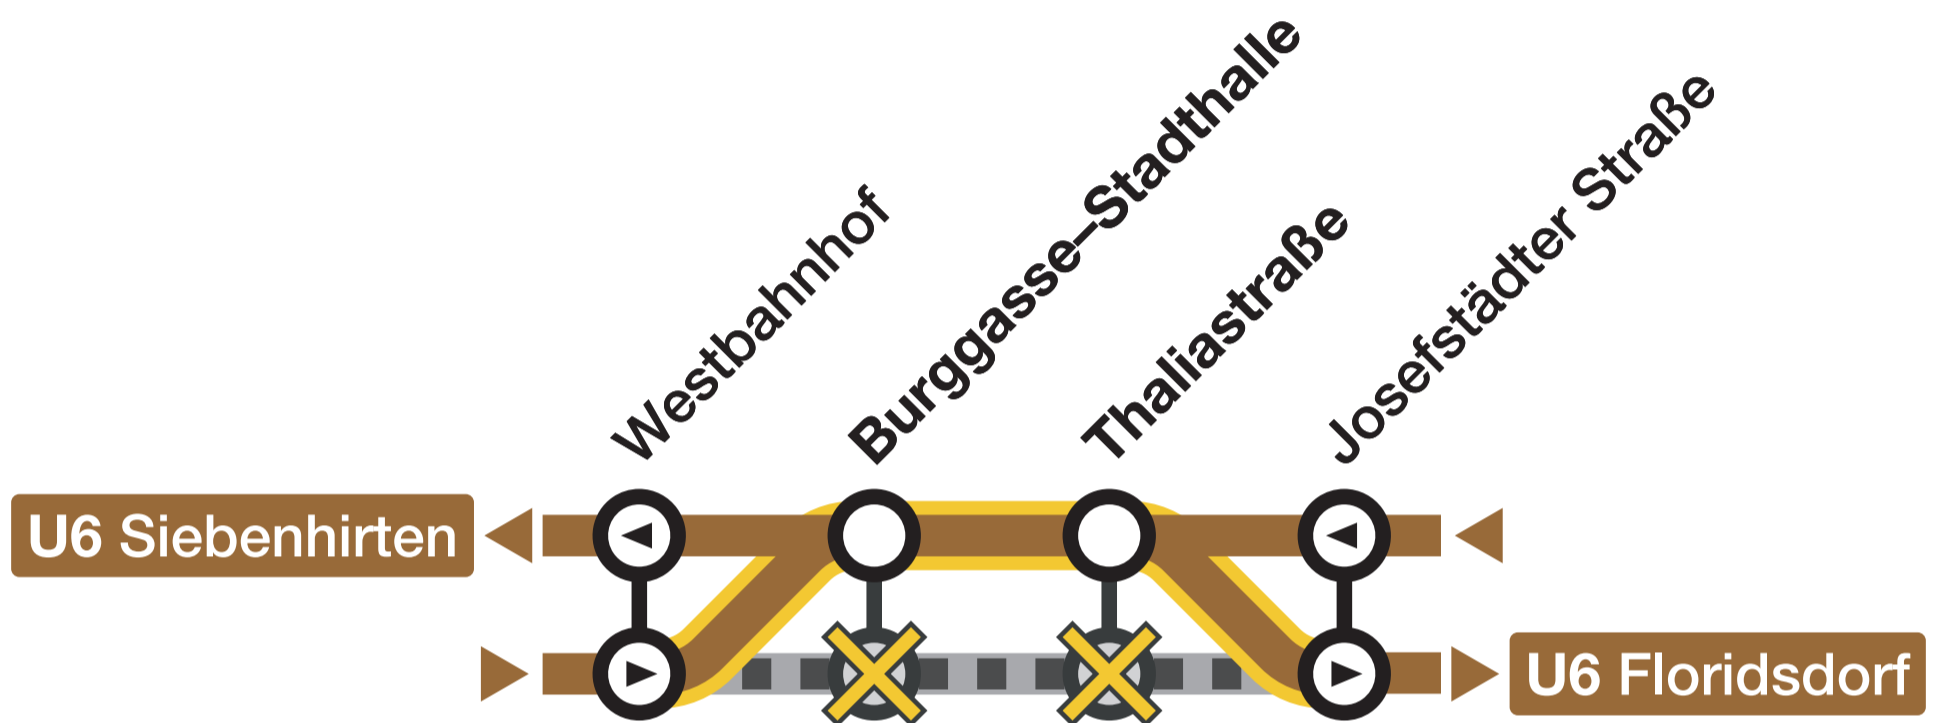 Westbahnhof
Burggasse–Stadthalle
Thaliastraße
Josefstädter Straße
U6 Siebenhirten
U6 Floridsdorf